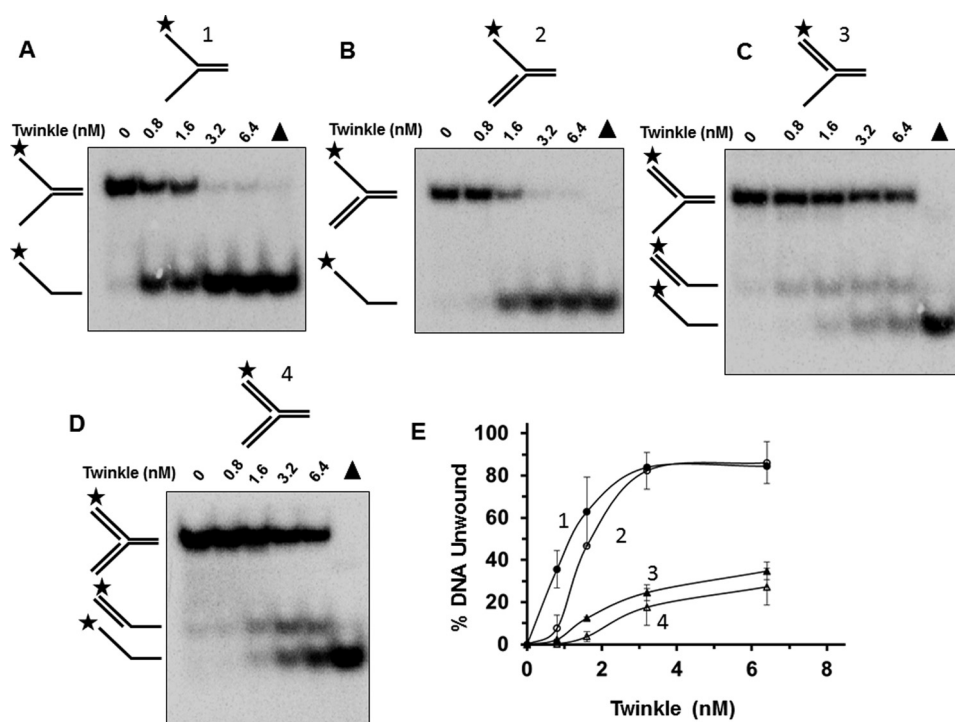 A 1
Twinkle (nM) 0 0.8 1.6 3.2 6.4
B 2
Twinkle (nM) 0 0.8 1.6 3.2 6.4
C 3
Twinkle (nM) 0 0.8 1.6 3.2 6.4
D 4
Twinkle (nM) 0 0.8 1.6 3.2 6.4
E
% DNA Unwound
100
80
60
40
20
0
1
2
3
4
0 2 4 6 8
Twinkle (nM)